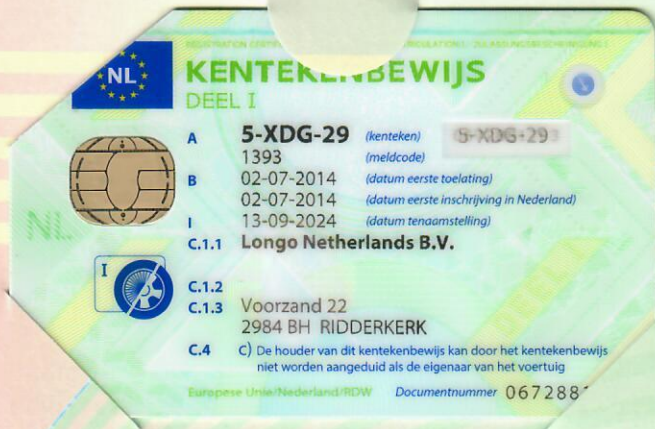 NL
KENTEKENBEWIJS
DEEL I
A 5-XDG-29 (kenteken) 5-XDG-29
1393 (meldcode)
B 02-07-2014 (datum eerste toelating)
02-07-2014 (datum eerste inschrijving in Nederland)
I 13-09-2024 (datum tenaamstelling)
C.1.1 Longo Netherlands B.V.
NL
I
C.1.2
C.1.3 Voorzand 22
2984 BH RIDDERKERK
DEEL I
C.4 C) De houder van dit kentekenbewijs kan door het kentekenbewijs
niet worden aangeduid als de eigenaar van het voertuig
Europese Unie/Nederland/RDW Documentnummer 067288